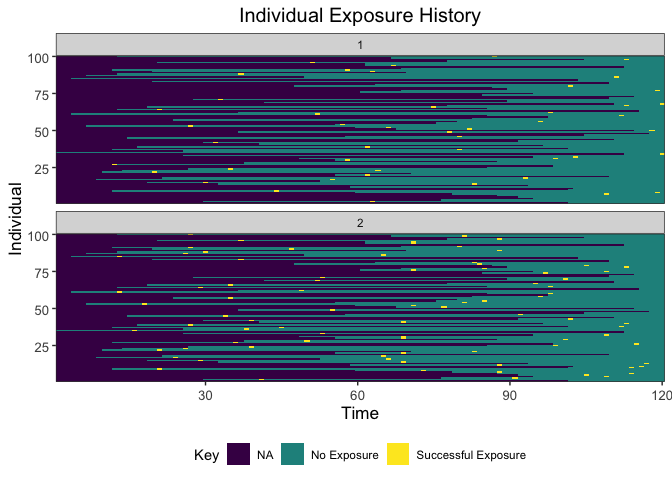 Individual Exposure History
1
100
75
50
25
2
100
75
50
25
Individual
30 60 90 120
Time
Key NA No Exposure Successful Exposure